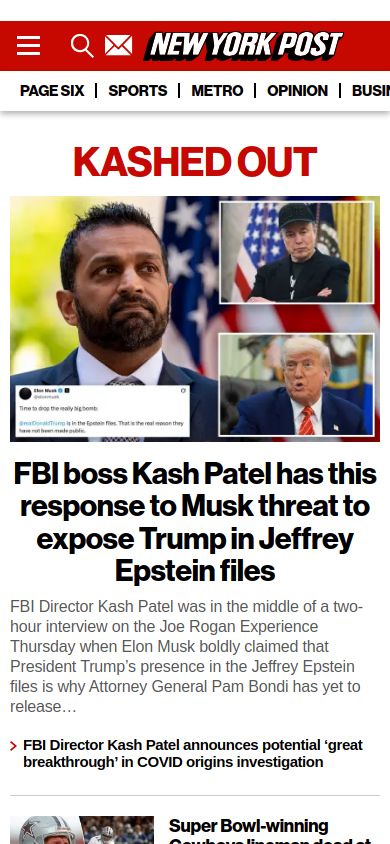 NEW YORK POST
PAGE SIX
SPORTS
METRO
OPINION
BUSI
KASHED OUT
Elon Musk
@elonmusk
Time to drop the really big bomb:
@realDonaldTrump is in the Epstein files. That is the real reason they
have not been made public.
FBI boss Kash Patel has this
response to Musk threat to
expose Trump in Jeffrey
Epstein files
FBI Director Kash Patel was in the middle of a two-
hour interview on the Joe Rogan Experience
Thursday when Elon Musk boldly claimed that
President Trump’s presence in the Jeffrey Epstein
files is why Attorney General Pam Bondi has yet to
release…
FBI Director Kash Patel announces potential ‘great
breakthrough’ in COVID origins investigation
Super Bowl-winning
Cowboys lineman dead at